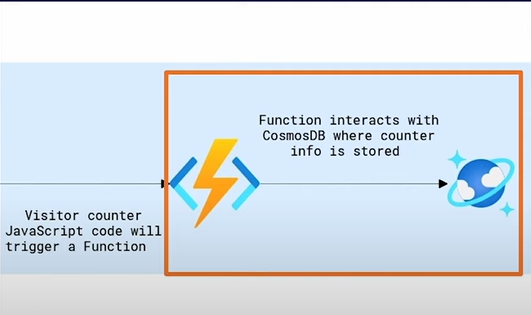 Function interacts with
CosmosDB where counter
info is stored
Visitor counter
JavaScript code will
trigger a Function